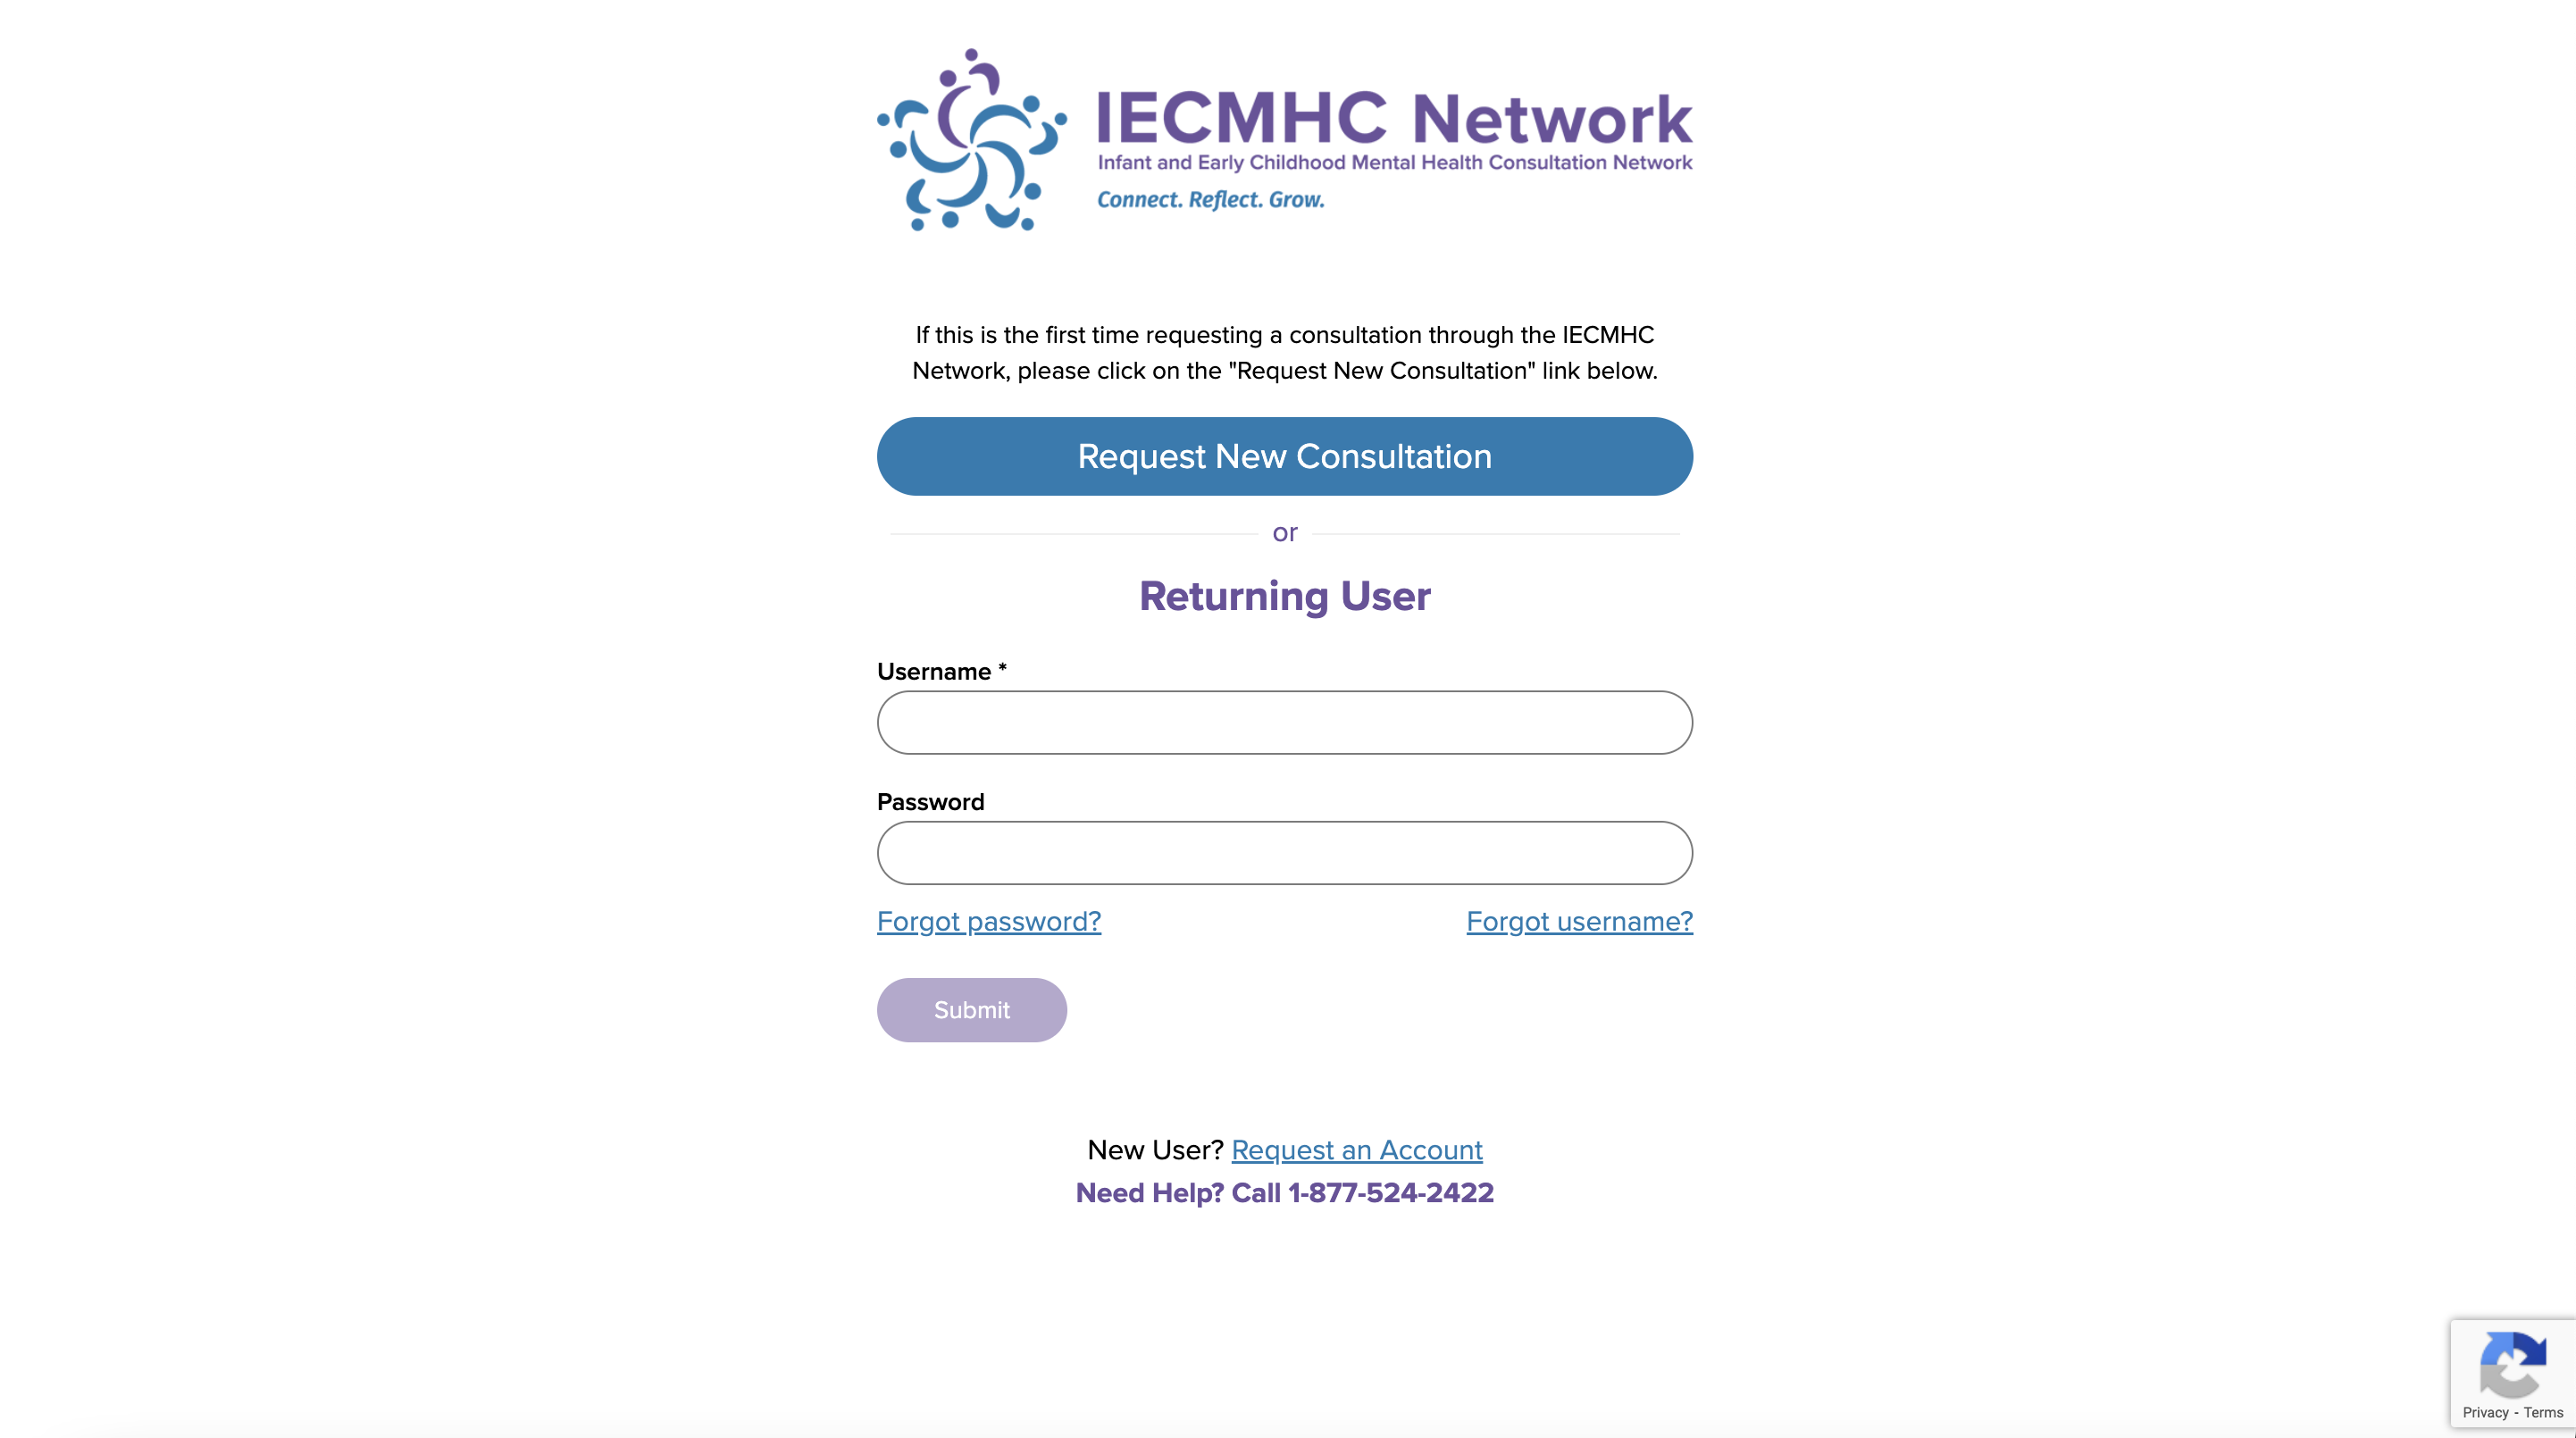 IECMHC Network
Infant and Early Childhood Mental Health Consultation Network
Connect. Reflect. Grow.
If this is the first time requesting a consultation through the IECMHC
Network, please click on the "Request New Consultation" link below.
Request New Consultation
or
Returning User
Username *
Password
Forgot password? Forgot username?
Submit
New User? Request an Account
Need Help? Call 1-877-524-2422
Privacy - Terms